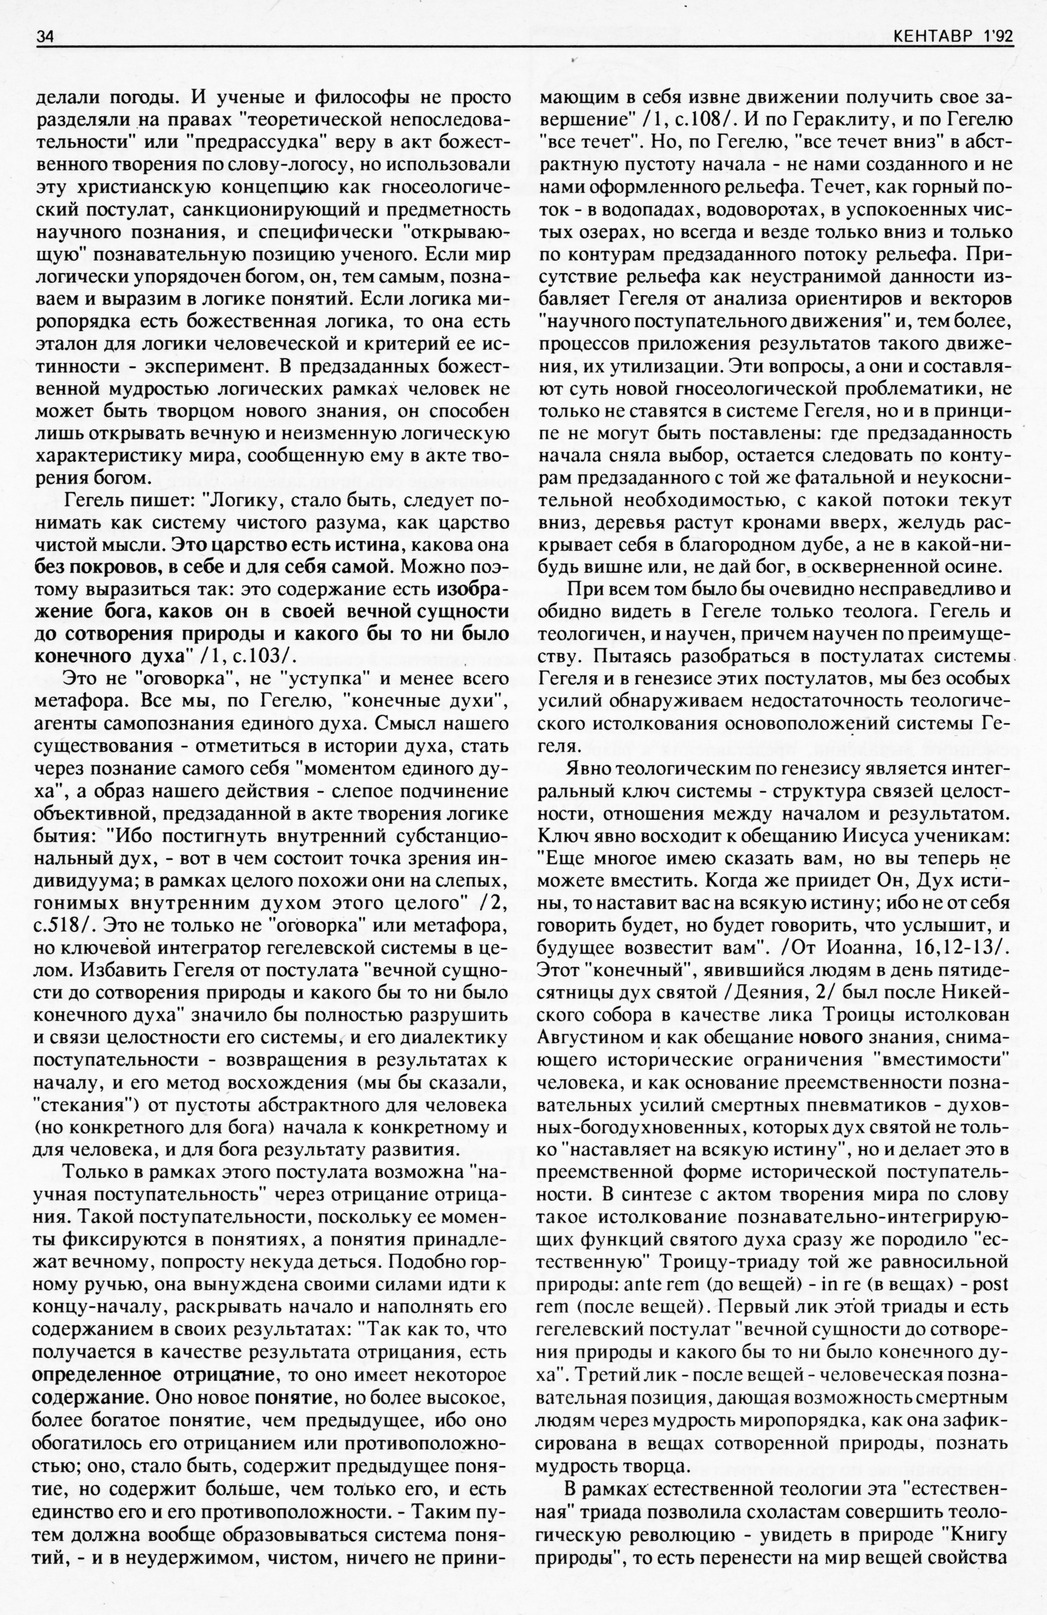 34
КЕНТАВР 1'92
делали погоды. И ученые и философы не просто
разделяли на правах "теоретической непоследова-
тельности" или "предрассудка" веру в акт божест-
венного творения по слову-логосу, но использовали
эту христианскую концепцию как гносеологиче-
ский постулат, санкционирующий и предметность
научного познания, и специфически "открываю-
щую" познавательную позицию ученого. Если мир
логически упорядочен богом, он, тем самым, позна-
ваем и выразим в логике понятий. Если логика ми-
ропорядка есть божественная логика, то она есть
эталон для логики человеческой и критерий ее ис-
тинности - эксперимент. В предзаданных божест-
венной мудростью логических рамках человек не
может быть творцом нового знания, он способен
лишь открывать вечную и неизменную логическую
характеристику мира, сообщенную ему в акте тво-
рения богом.
Гегель пишет: "Логику, стало быть, следует по-
нимать как систему чистого разума, как царство
чистой мысли. Это царство есть истина, какова она
без покровов, в себе и для себя самой. Можно поэ-
тому выразиться так: это содержание есть изобра-
жение бога, каков он в своей вечной сущности
до сотворения природы и какого бы то ни было
конечного духа" /1, с.103/.
Это не "оговорка", не "уступка" и менее всего
метафора. Все мы, по Гегелю, "конечные духи",
агенты самопознания единого духа. Смысл нашего
существования - отметиться в истории духа, стать
через познание самого себя "моментом единого ду-
ха", а образ нашего действия - слепое подчинение
объективной, предзаданной в акте творения логике
бытия: "Ибо постигнуть внутренний субстанцио-
нальный дух, - вот в чем состоит точка зрения ин-
дивидуума; в рамках целого похожи они на слепых,
гонимых внутренним духом этого целого" /2,
с.518/. Это не только не "оговорка" или метафора,
но ключевой интегратор гегелевской системы в це-
лом. Избавить Гегеля от постулата "вечной сущно-
сти до сотворения природы и какого бы то ни было
конечного духа" значило бы полностью разрушить
и связи целостности его системы, и его диалектику
поступательности - возвращения в результатах к
началу, и его метод восхождения (мы бы сказали,
"стекания") от пустоты абстрактного для человека
(но конкретного для бога) начала к конкретному и
для человека, и для бога результату развития.
Только в рамках этого постулата возможна "на-
учная поступательность" через отрицание отрица-
ния. Такой поступательности, поскольку ее момен-
ты фиксируются в понятиях, а понятия принадле-
жат вечному, попросту некуда деться. Подобно гор-
ному ручью, она вынуждена своими силами идти к
концу-началу, раскрывать начало и наполнять его
содержанием в своих результатах: "Так как то, что
получается в качестве результата отрицания, есть
определенное отрицание, то оно имеет некоторое
содержание. Оно новое понятие, но более высокое,
более богатое понятие, чем предыдущее, ибо оно
обогатилось его отрицанием или противоположно-
стью; оно, стало быть, содержит предыдущее поня-
тие, но содержит больше, чем только его, и есть
единство его и его противоположности. - Таким пу-
тем должна вообще образовываться система поня-
тий, - и в неудержимом, чистом, ничего не прини-
мающим в себя извне движении получить свое за-
вершение" /1, с.108/. И по Гераклиту, и по Гегелю
"все течет". Но, по Гегелю, "все течет вниз" в абст-
рактную пустоту начала - не нами созданного и не
нами оформленного рельефа. Течет, как горный по-
ток - в водопадах, водоворотах, в успокоенных чис-
тых озерах, но всегда и везде только вниз и только
по контурам предзаданного потоку рельефа. При-
сутствие рельефа как неустранимой данности из-
бавляет Гегеля от анализа ориентиров и векторов
"научного поступательного движения" и, тем более,
процессов приложения результатов такого движе-
ния, их утилизации. Эти вопросы, а они и составля-
ют суть новой гносеологической проблематики, не
только не ставятся в системе Гегеля, но и в принци-
пе не могут быть поставлены: где предзаданность
начала сняла выбор, остается следовать по конту-
рам предзаданного с той же фатальной и неукосни-
тельной необходимостью, с какой потоки текут
вниз, деревья растут кронами вверх, желудь рас-
крывает себя в благородном дубе, а не в какой-ни-
будь вишне или, не дай бог, в оскверненной осине.
При всем том было бы очевидно несправедливо и
обидно видеть в Гегеле только теолога. Гегель и
теологичен, и научен, причем научен по преимуще-
ству. Пытаясь разобраться в постулатах системы
Гегеля и в генезисе этих постулатов, мы без особых
усилий обнаруживаем недостаточность теологиче-
ского истолкования основоположений системы Ге-
геля.
Явно теологическим по генезису является интег-
ральный ключ системы - структура связей целост-
ности, отношения между началом и результатом.
Ключ явно восходит к обещанию Иисуса ученикам:
"Еще многое имею сказать вам, но вы теперь не
можете вместить. Когда же приидет Он, Дух исти-
ны, то наставит вас на всякую истину; ибо не от себя
говорить будет, но будет говорить, что услышит, и
будущее возвестит вам". /От Иоанна, 16,12-13/.
Этот "конечный", явившийся людям в день пятиде-
сятницы дух святой /Деяния, 2/ был после Никей-
ского собора в качестве лика Троицы истолкован
Августином и как обещание нового знания, снима-
ющего исторические ограничения "вместимости"
человека, и как основание преемственности позна-
вательных усилий смертных пневматиков - духов-
ных-богодухновенных, которых дух святой не толь-
ко "наставляет на всякую истину", но и делает это в
преемственной форме исторической поступатель-
ности. В синтезе с актом творения мира по слову
такое истолкование познавательно-интегрирую-
щих функций святого духа сразу же породило "ес-
тественную" Троицу-триаду той же равносильной
природы: ante rem (до вещей) - in re (в вещах) - post
rem (после вещей). Первый лик этой триады и есть
гегелевский постулат "вечной сущности до сотворе-
ния природы и какого бы то ни было конечного ду-
ха". Третий лик - после вещей - человеческая позна-
вательная позиция, дающая возможность смертным
людям через мудрость миропорядка, как она зафик-
сирована в вещах сотворенной природы, познать
мудрость творца.
В рамках естественной теологии эта "естествен-
ная" триада позволила схоластам совершить теоло-
гическую революцию - увидеть в природе "Книгу
природы", то есть перенести на мир вещей свойства